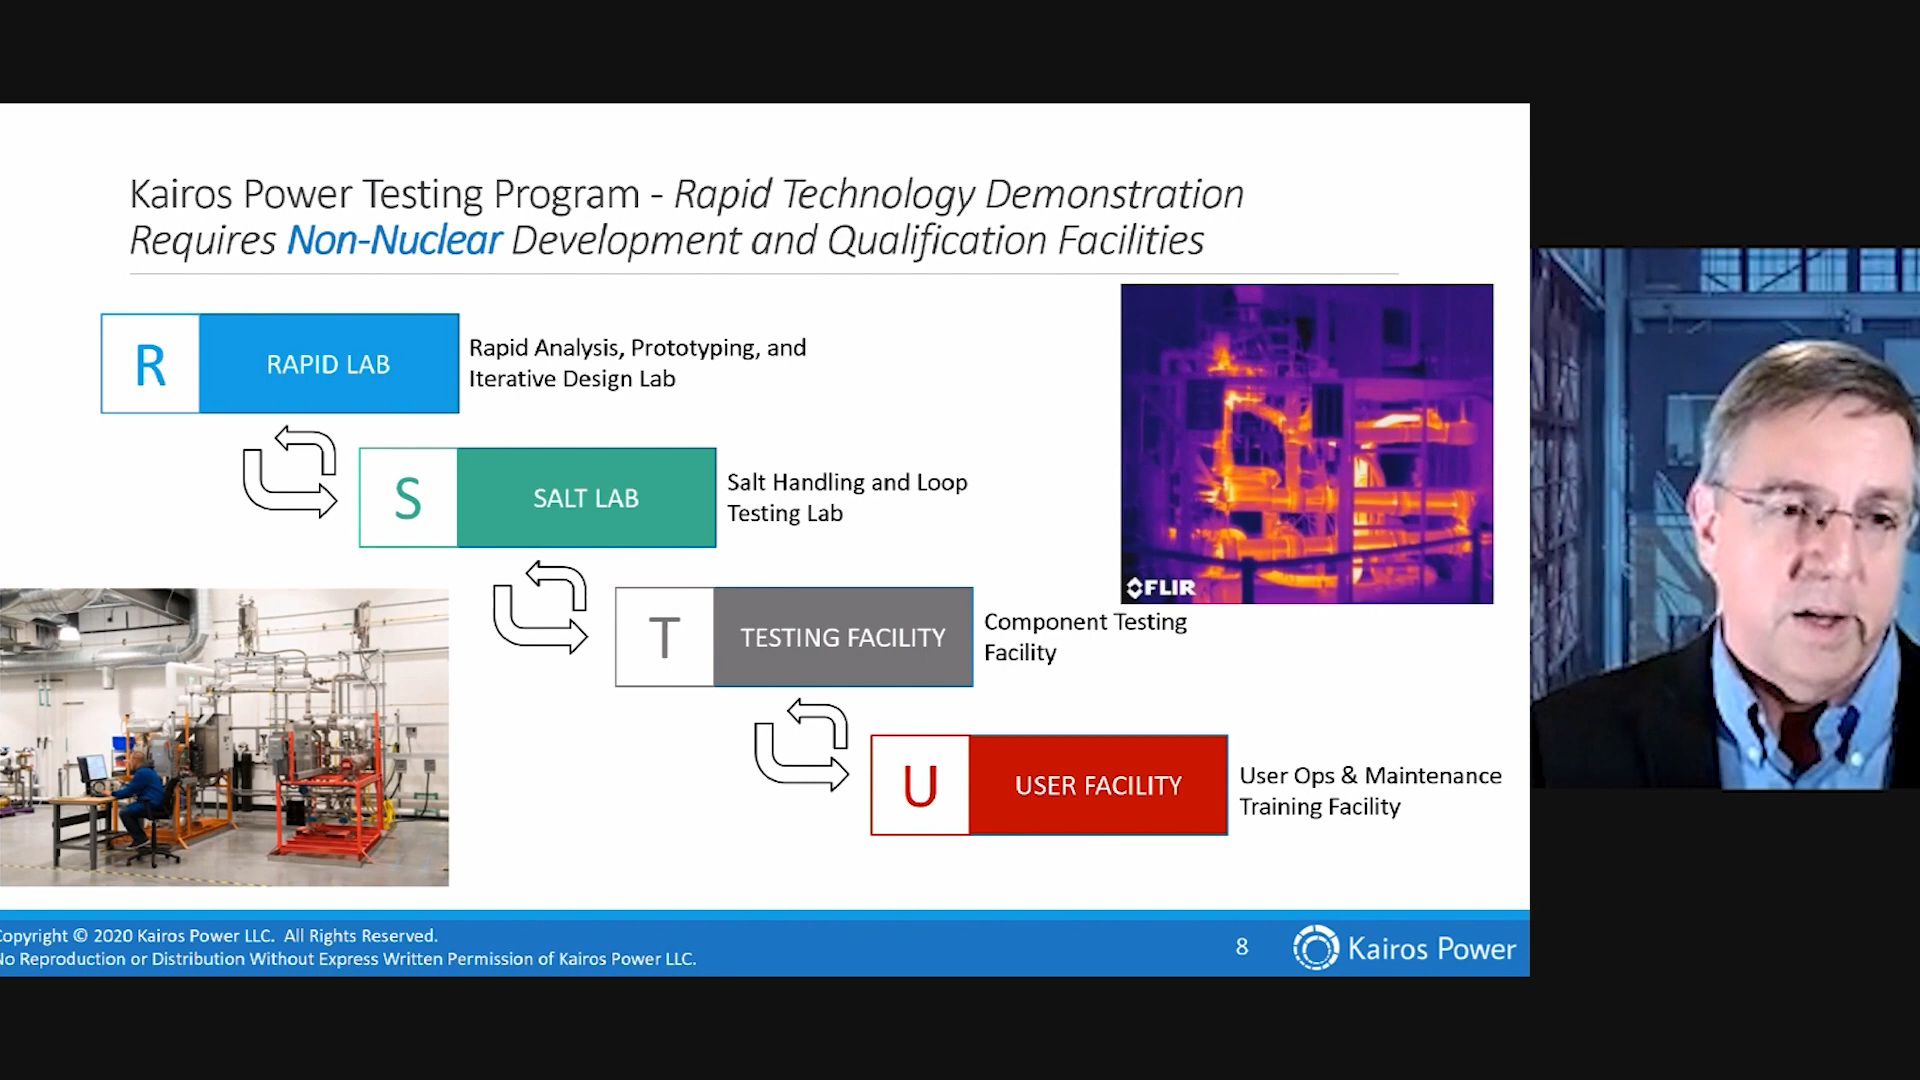 Kairos Power Testing Program - Rapid Technology Demonstration
Requires Non-Nuclear Development and Qualification Facilities
R
RAPID LAB
Rapid Analysis, Prototyping, and
Iterative Design Lab
S
SALT LAB
Salt Handling and Loop
Testing Lab
FLIR
T
TESTING FACILITY
Component Testing
Facility
U
USER FACILITY
User Ops & Maintenance
Training Facility
opyright © 2020 Kairos Power LLC. All Rights Reserved.
o Reproduction or Distribution Without Express Written Permission of Kairos Power LLC.
8
Kairos Power